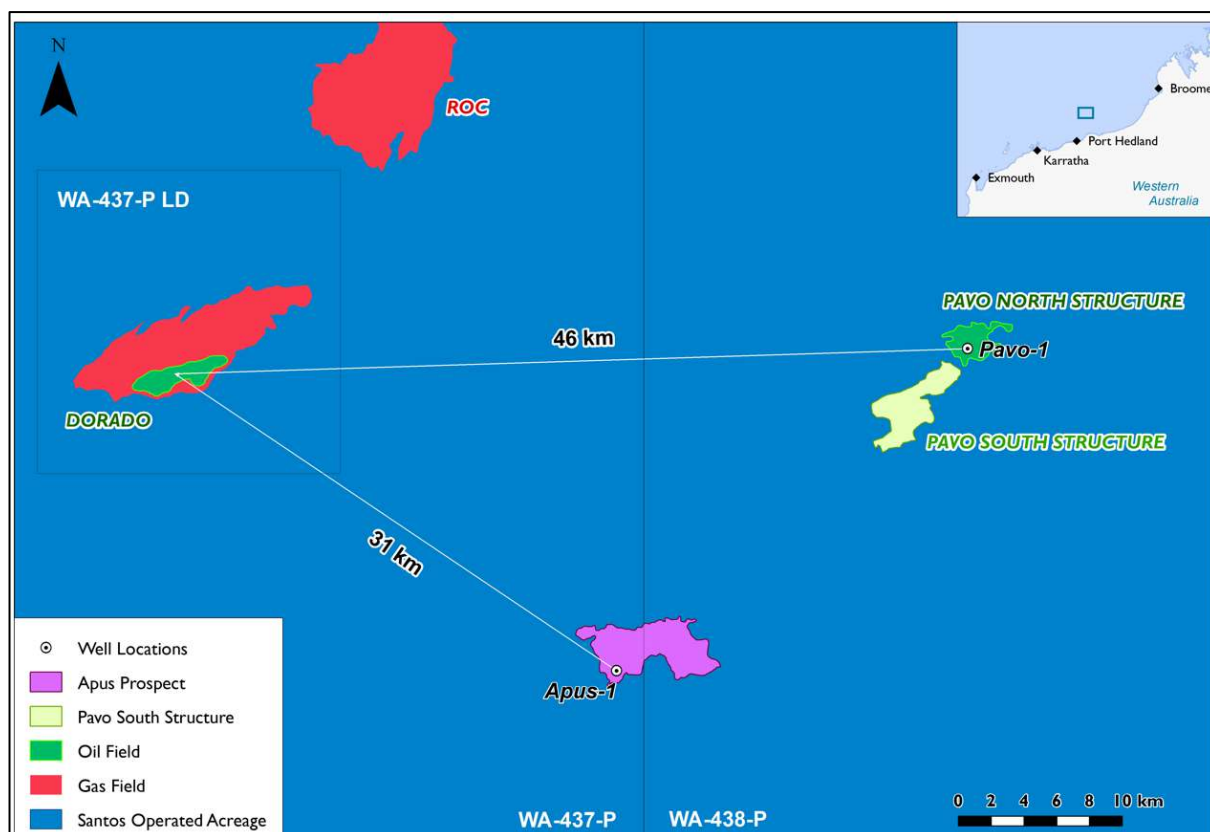 N
ROC
Broome
Port Hedland
Karratha
Exmouth
Western
Australia
WA-437-P LD
PAVO NORTH STRUCTURE
46 km
Pavo-1
DORADO
PAVO SOUTH STRUCTURE
31 km
Apus-1
Well Locations
Apus Prospect
Pavo South Structure
Oil Field
Gas Field
Santos Operated Acreage
WA-437-P
WA-438-P
0 2 4 6 8 10 km